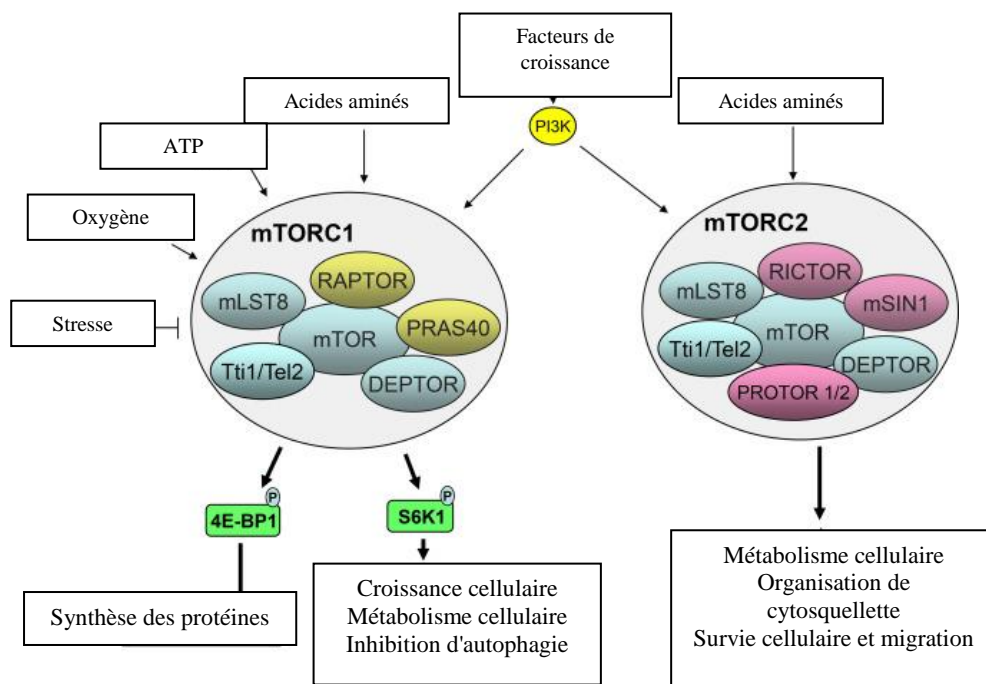 Facteurs de
croissance
Acides aminés
Acides aminés
PI3K
ATP
Oxygène
Stresse
mTORC1
RAPTOR
mLST8
PRAS40
mTOR
Tti1/Tel2
DEPTOR
mTORC2
RICTOR
mLST8
mSIN1
mTOR
Tti1/Tel2
DEPTOR
PROTOR 1/2
P
4E-BP1
P
S6K1
Synthèse des protéines
Croissance cellulaire
Métabolisme cellulaire
Inhibition d'autophagie
Métabolisme cellulaire
Organisation de
cytosquellette
Survie cellulaire et migration